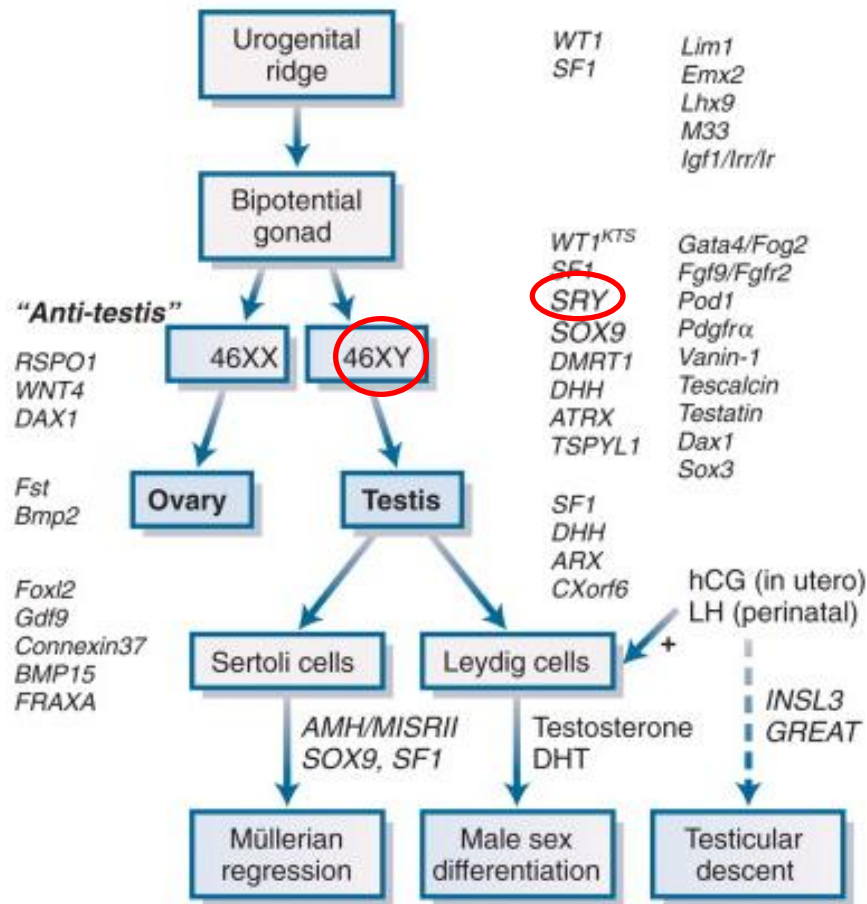 Urogenital
ridge
WT1
SF1
Lim1
Emx2
Lhx9
M33
Igf1/Irr/Ir
Bipotential
gonad
WT1KTS
SF1
SRY
SOX9
DMRT1
DHH
ATRX
TSPYL1
Gata4/Fog2
Fgf9/Fgfr2
Pod1
Pdgfrα
Vanin-1
Tescalcin
Testatin
Dax1
Sox3
"Anti-testis"
RSPO1
WNT4
DAX1
46XX
46XY
Fst
Bmp2
Ovary
Testis
SF1
DHH
ARX
CXorf6
hCG (in utero)
LH (perinatal)
+
Foxl2
Gdf9
Connexin37
BMP15
FRAXA
Sertoli cells
Leydig cells
AMH/MISRII
SOX9, SF1
Testosterone
DHT
INSL3
GREAT
Müllerian
regression
Male sex
differentiation
Testicular
descent